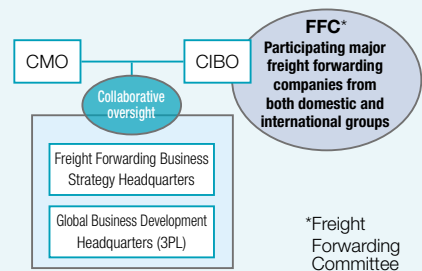 CMO
CIBO
FFC*
Participating major
freight forwarding
companies from
both domestic and
international groups
Collaborative
oversight
Freight Forwarding Business
Strategy Headquarters
Global Business Development
Headquarters (3PL)
*Freight
Forwarding
Committee